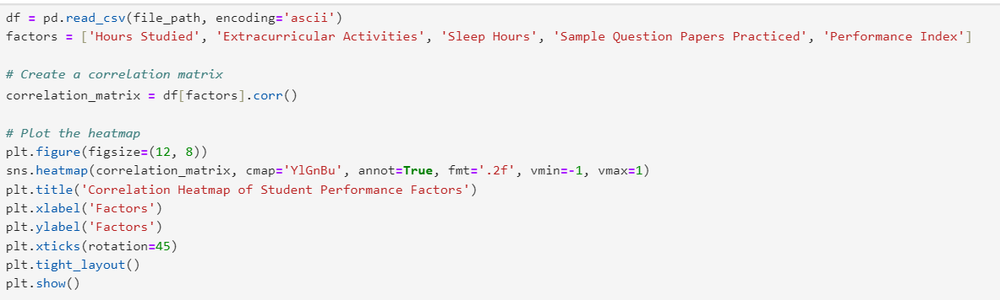 df = pd.read_csv(file_path, encoding='ascii')
factors = ['Hours Studied', 'Extracurricular Activities', 'Sleep Hours', 'Sample Question Papers Practiced', 'Performance Index']
# Create a correlation matrix
correlation_matrix = df[factors].corr()
# Plot the heatmap
plt.figure(figsize=(12, 8))
sns.heatmap(correlation_matrix, cmap='YlGnBu', annot=True, fmt='.2f', vmin=-1, vmax=1)
plt.title('Correlation Heatmap of Student Performance Factors')
plt.xlabel('Factors')
plt.ylabel('Factors')
plt.xticks(rotation=45)
plt.tight_layout()
plt.show()